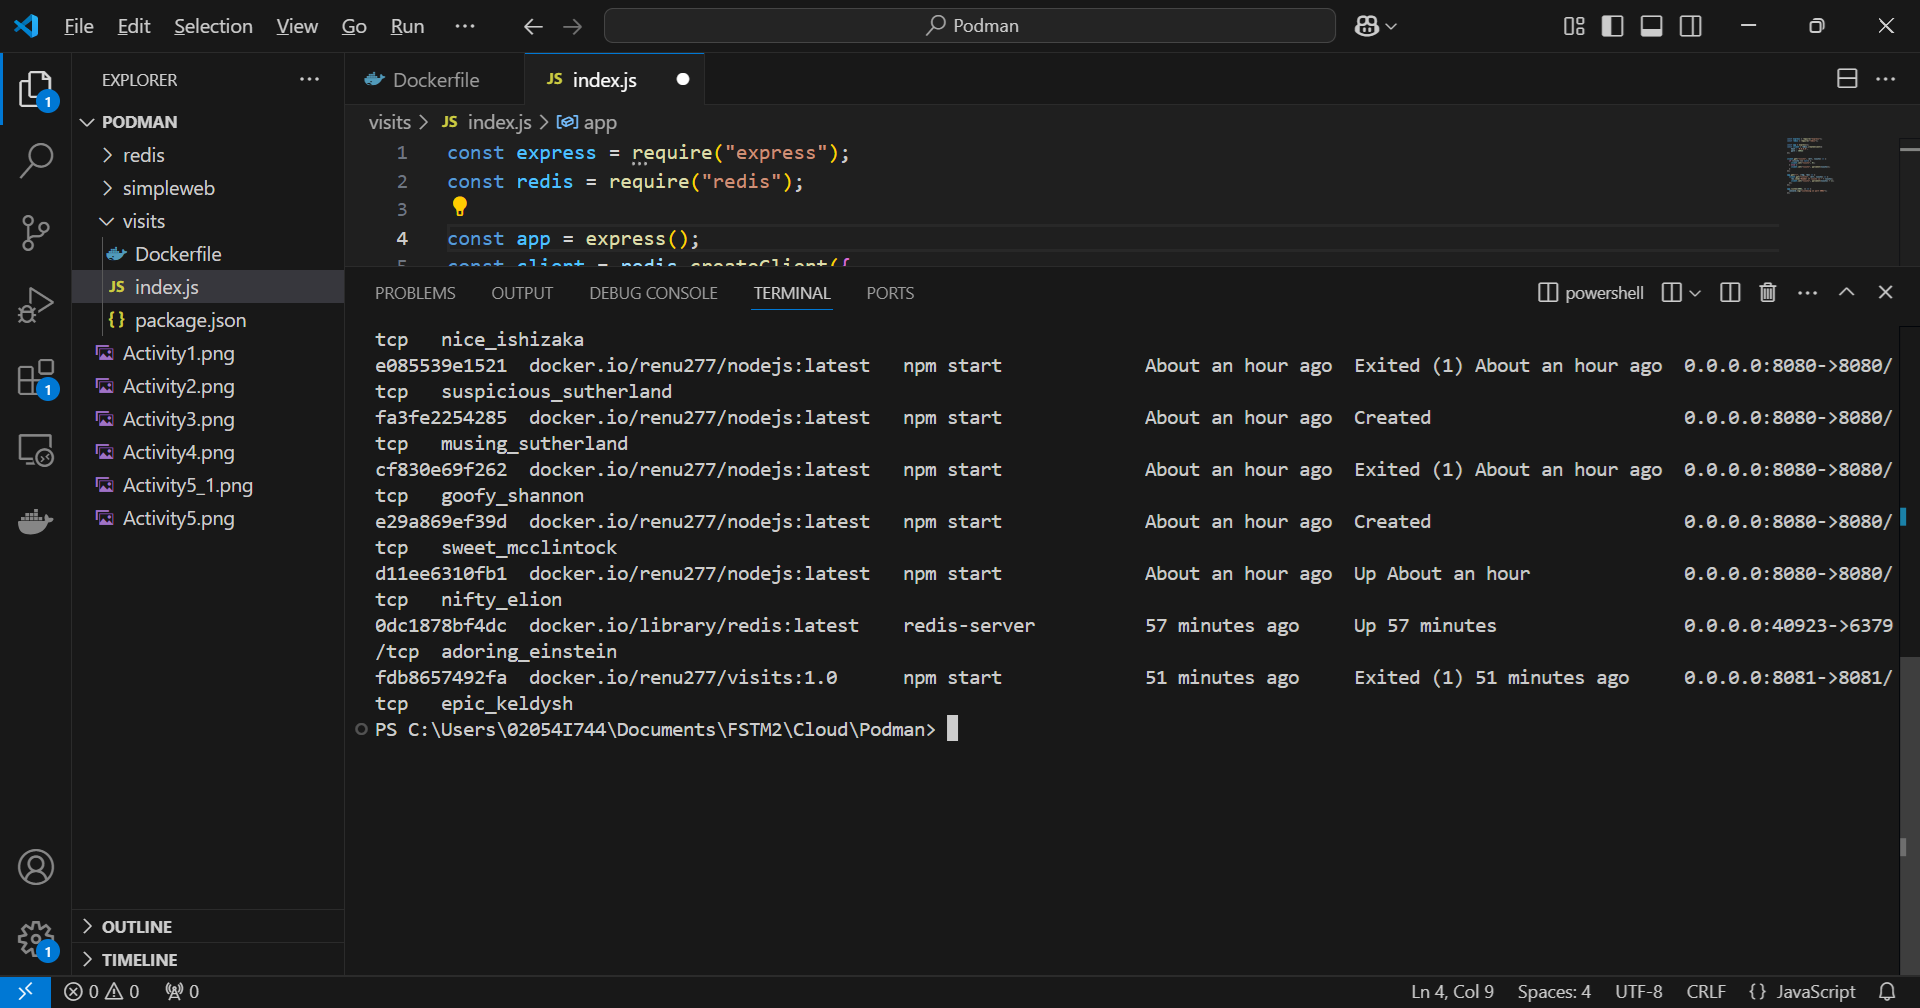 File Edit Selection View Go Run ···
Podman
EXPLORER ···
Dockerfile
JS index.js
1
PODMAN
redis
simpleweb
visits
Dockerfile
JS index.js
{} package.json
Activity1.png
Activity2.png
Activity3.png
Activity4.png
Activity5_1.png
Activity5.png
1
1
OUTLINE
TIMELINE
visits > JS index.js > app
1 const express = require("express");
2 const redis = require("redis");
3
4 const app = express();
5 const client = redis.createClient({
PROBLEMS OUTPUT DEBUG CONSOLE TERMINAL PORTS
powershell
tcp nice_ishizaka
e085539e1521 docker.io/renu277/nodejs:latest npm start About an hour ago Exited (1) About an hour ago 0.0.0.0:8080->8080/
tcp suspicious_sutherland
fa3fe2254285 docker.io/renu277/nodejs:latest npm start About an hour ago Created 0.0.0.0:8080->8080/
tcp musing_sutherland
cf830e69f262 docker.io/renu277/nodejs:latest npm start About an hour ago Exited (1) About an hour ago 0.0.0.0:8080->8080/
tcp goofy_shannon
e29a869ef39d docker.io/renu277/nodejs:latest npm start About an hour ago Created 0.0.0.0:8080->8080/
tcp sweet_mcclintock
d11ee6310fb1 docker.io/renu277/nodejs:latest npm start About an hour ago Up About an hour 0.0.0.0:8080->8080/
tcp nifty_elion
0dc1878bf4dc docker.io/library/redis:latest redis-server 57 minutes ago Up 57 minutes 0.0.0.0:40923->6379
/tcp adoring_einstein
fdb8657492fa docker.io/renu277/visits:1.0 npm start 51 minutes ago Exited (1) 51 minutes ago 0.0.0.0:8081->8081/
tcp epic_keldysh
PS C:\Users\02054I744\Documents\FSTM2\Cloud\Podman>
0 0 0
Ln 4, Col 9 Spaces: 4 UTF-8 CRLF {} JavaScript